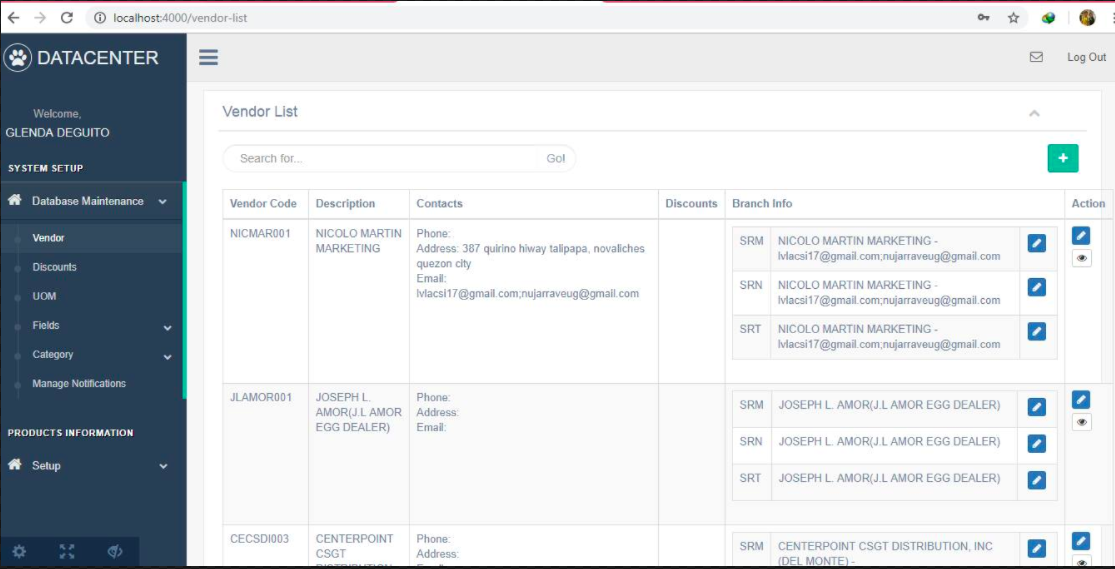 localhost:4000/vendor-list
DATACENTER
Log Out
Welcome,
GLENDA DEGUITO
SYSTEM SETUP
Database Maintenance
Vendor
Discounts
UOM
Fields
Category
Manage Notifications
PRODUCTS INFORMATION
Setup
Vendor List
Search for...
Go!
+
Vendor Code Description Contacts Discounts Branch Info Action
NICMAR001
NICOLO MARTIN
MARKETING
Phone:
Address: 387 quirino hiway talipapa, novaliches
quezon city
Email:
lvlacsi17@gmail.com;nujarraveug@gmail.com
SRM NICOLO MARTIN MARKETING -
lvlacsi17@gmail.com;nujarraveug@gmail.com
SRN NICOLO MARTIN MARKETING -
lvlacsi17@gmail.com;nujarraveug@gmail.com
SRT NICOLO MARTIN MARKETING -
lvlacsi17@gmail.com;nujarraveug@gmail.com
JLAMOR001
JOSEPH L.
AMOR(J.L AMOR
EGG DEALER)
Phone:
Address:
Email:
SRM JOSEPH L. AMOR(J.L AMOR EGG DEALER)
SRN JOSEPH L. AMOR(J.L AMOR EGG DEALER)
SRT JOSEPH L. AMOR(J.L AMOR EGG DEALER)
CECSDI003
CENTERPOINT
CSGT
Phone:
Address:
SRM CENTERPOINT CSGT DISTRIBUTION, INC
(DEL MONTE) -